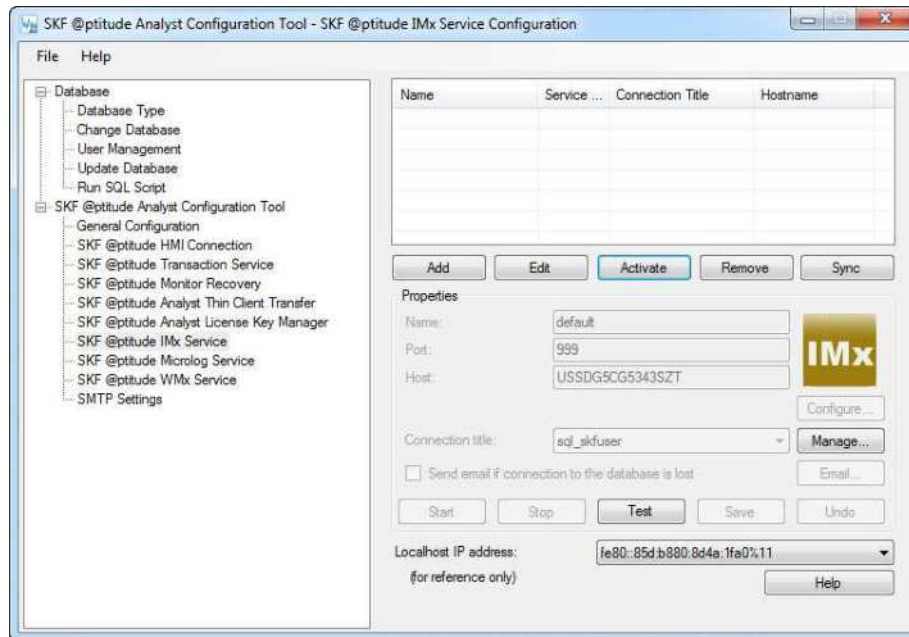 SKF @ptitude Analyst Configuration Tool - SKF @ptitude IMx Service Configuration
File Help
Database
Database Type
Change Database
User Management
Update Database
Run SQL Script
SKF @ptitude Analyst Configuration Tool
General Configuration
SKF @ptitude HMI Connection
SKF @ptitude Transaction Service
SKF @ptitude Monitor Recovery
SKF @ptitude Analyst Thin Client Transfer
SKF @ptitude Analyst License Key Manager
SKF @ptitude IMx Service
SKF @ptitude Microlog Service
SKF @ptitude WMx Service
SMTP Settings
Name Service ... Connection Title Hostname
Add Edit Activate Remove Sync
Properties
Name: default
Port: 999
Host: USSDG5CG5343SZT
IMx
Configure...
Connection title: sql_skfuser Manage...
Send email if connection to the database is lost Email...
Start Stop Test Save Undo
Localhost IP address: fe80::85d:b880:8d4a:1fa0%11
(for reference only)
Help